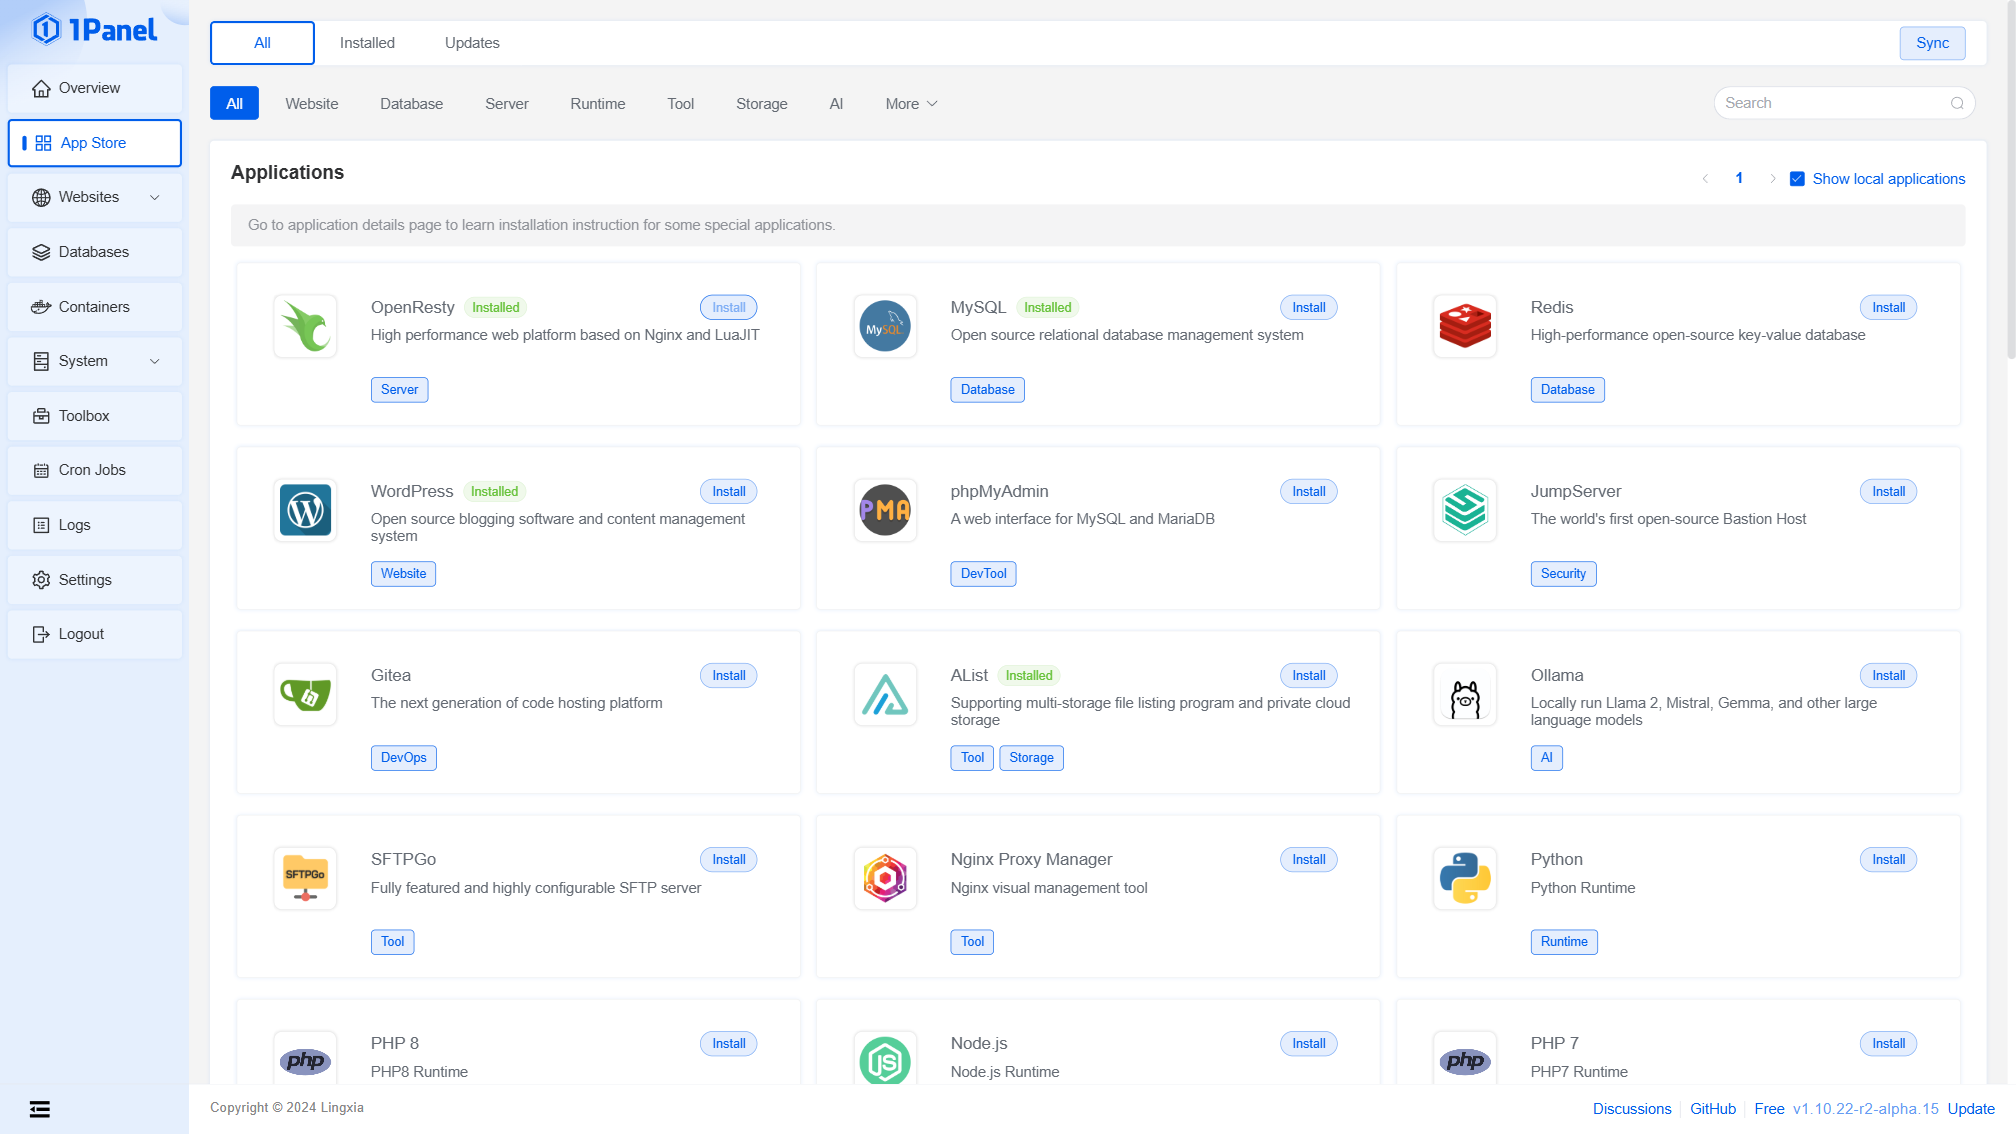 1Panel
Overview
App Store
Websites
Databases
Containers
System
Toolbox
Cron Jobs
Logs
Settings
Logout
All Installed Updates Sync
All Website Database Server Runtime Tool Storage AI More Search
Applications
1 Show local applications
Go to application details page to learn installation instruction for some special applications.
OpenResty Installed Install
High performance web platform based on Nginx and LuaJIT
Server
MySQL
MySQL Installed Install
Open source relational database management system
Database
Redis Install
High-performance open-source key-value database
Database
WordPress Installed Install
Open source blogging software and content management
system
Website
PMA
phpMyAdmin Install
A web interface for MySQL and MariaDB
DevTool
JumpServer Install
The world's first open-source Bastion Host
Security
Gitea Install
The next generation of code hosting platform
DevOps
AList Installed Install
Supporting multi-storage file listing program and private cloud
storage
Tool Storage
Ollama Install
Locally run Llama 2, Mistral, Gemma, and other large
language models
AI
SFTPGo
SFTPGo Install
Fully featured and highly configurable SFTP server
Tool
Nginx Proxy Manager Install
Nginx visual management tool
Tool
Python Install
Python Runtime
Runtime
php
PHP 8 Install
PHP8 Runtime
JS
Node.js Install
Node.js Runtime
php
PHP 7 Install
PHP7 Runtime
Copyright © 2024 Lingxia
Discussions GitHub Free v1.10.22-r2-alpha.15 Update